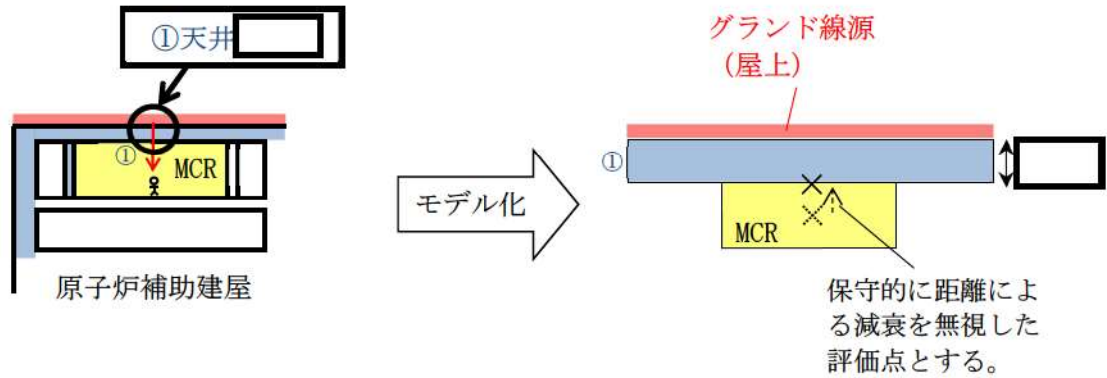 ①天井
グランド線源
(屋上)
①
MCR
モデル化
①
MCR
原子炉補助建屋
保守的に距離によ
る減衰を無視した
評価点とする。